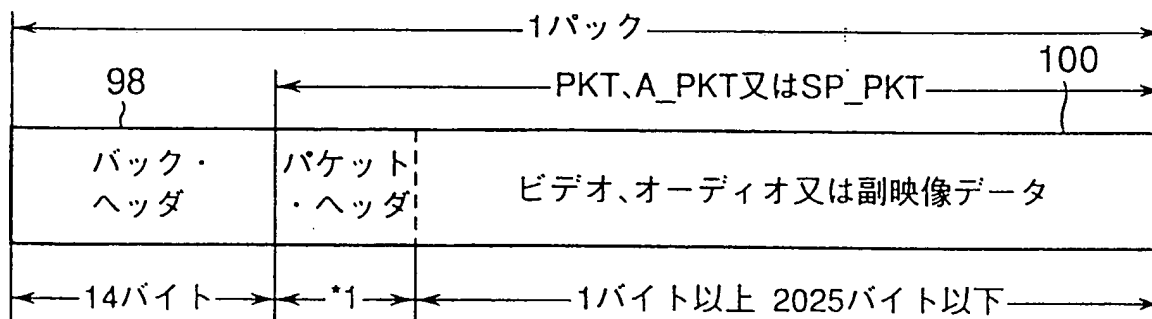 1パック
98
100
PKT、A_PKT又はSP_PKT
バック・
ヘッダ
パケット
・ヘッダ
ビデオ、オーディオ又は副映像データ
14バイト
*1
1バイト以上 2025バイト以下